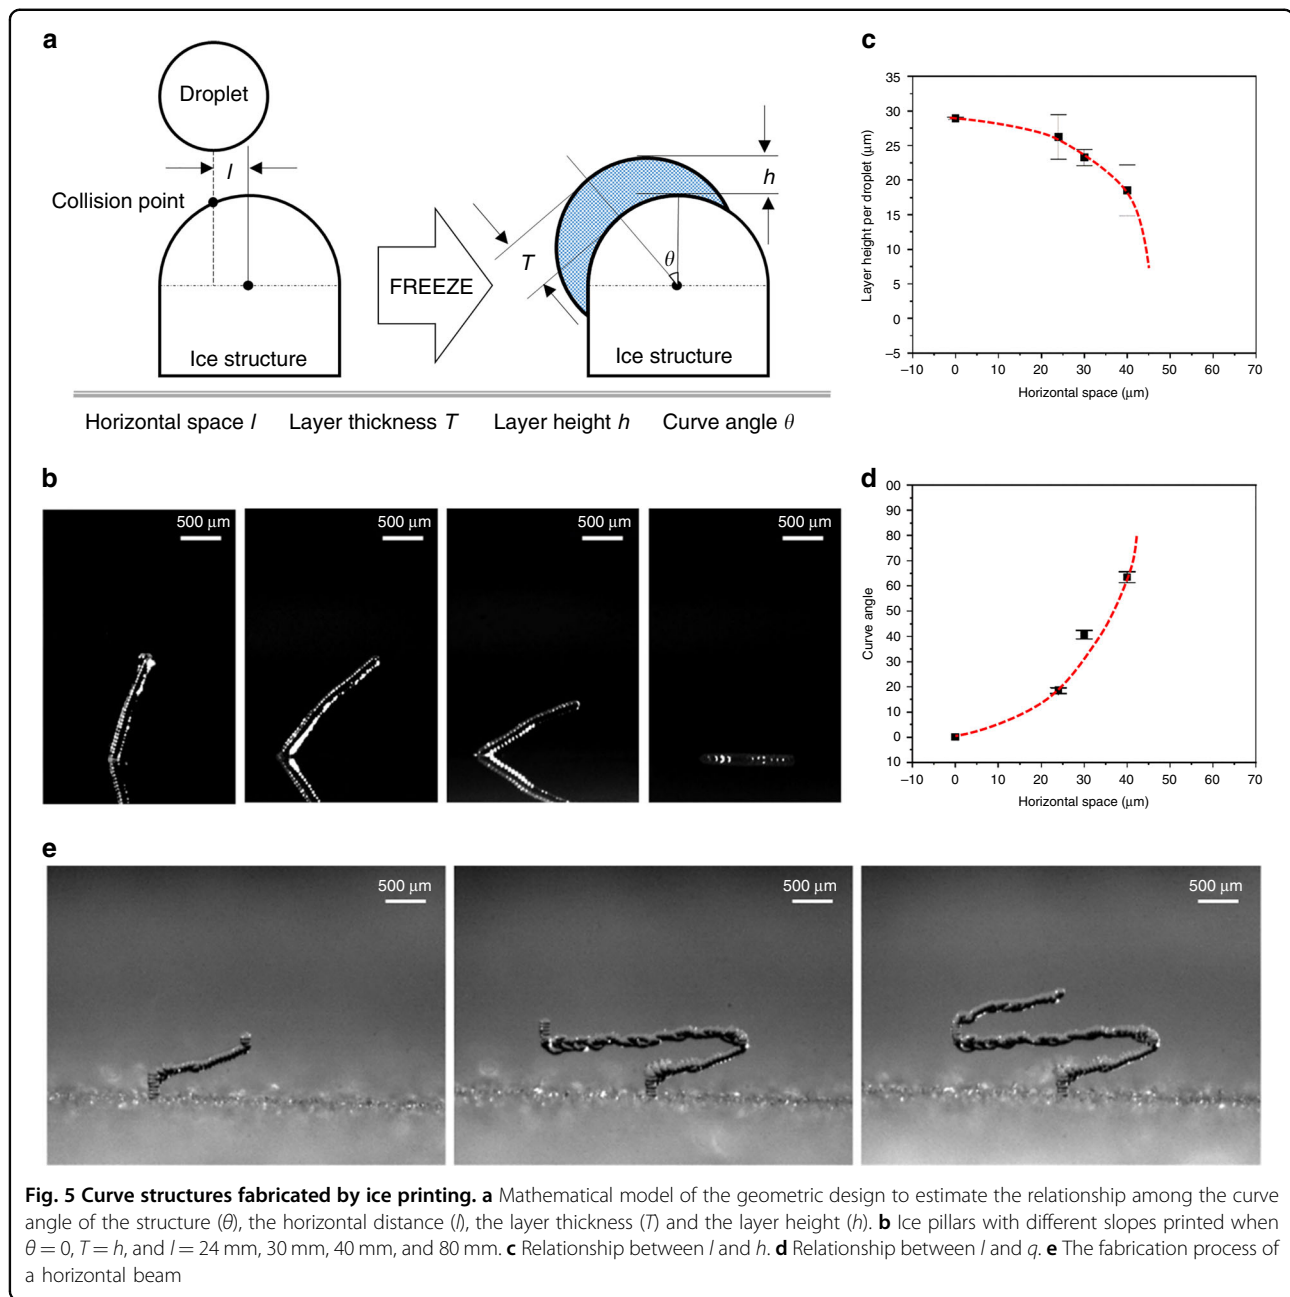 a
Droplet
l
Collision point
Ice structure
FREEZE
h
T
θ
Ice structure
Horizontal space l Layer thickness T Layer height h Curve angle θ
c
Layer height per droplet (μm)
35
30
25
20
15
10
5
0
–5
–10 0 10 20 30 40 50 60 70
Horizontal space (μm)
b
500 μm
500 μm
500 μm
500 μm
d
Curve angle
00
90
80
70
60
50
40
30
20
10
0
10
–10 0 10 20 30 40 50 60 70
Horizontal space (μm)
e
500 μm
500 μm
500 μm
Fig. 5 Curve structures fabricated by ice printing. a Mathematical model of the geometric design to estimate the relationship among the curve
angle of the structure (θ), the horizontal distance (l), the layer thickness (T) and the layer height (h). b Ice pillars with different slopes printed when
θ = 0, T = h, and l = 24 mm, 30 mm, 40 mm, and 80 mm. c Relationship between l and h. d Relationship between l and q. e The fabrication process of
a horizontal beam